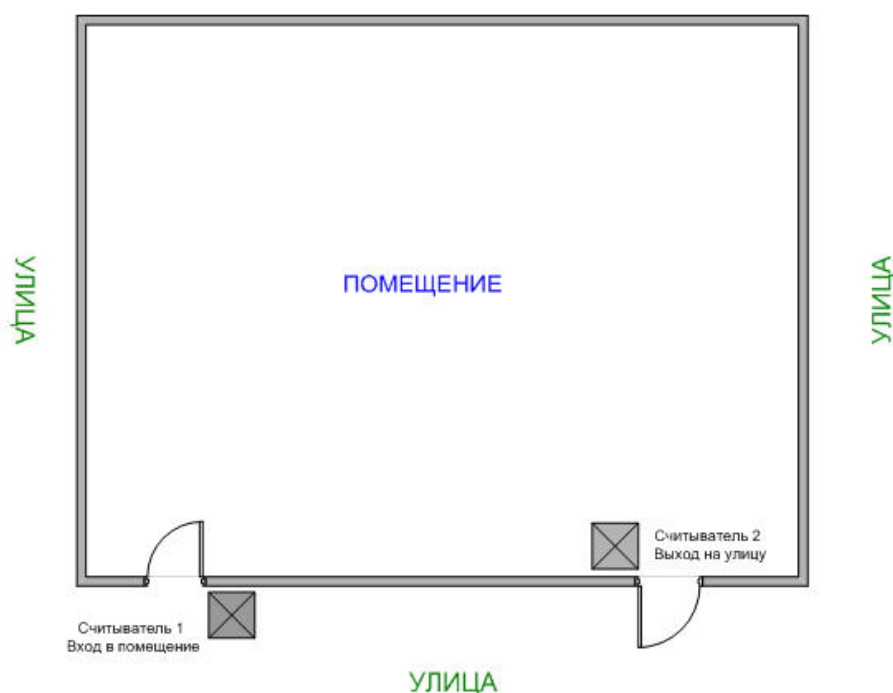 ПОМЕЩЕНИЕ
УЛИЦА
УЛИЦА
Считыватель 2
Выход на улицу
Считыватель 1
Вход в помещение
УЛИЦА